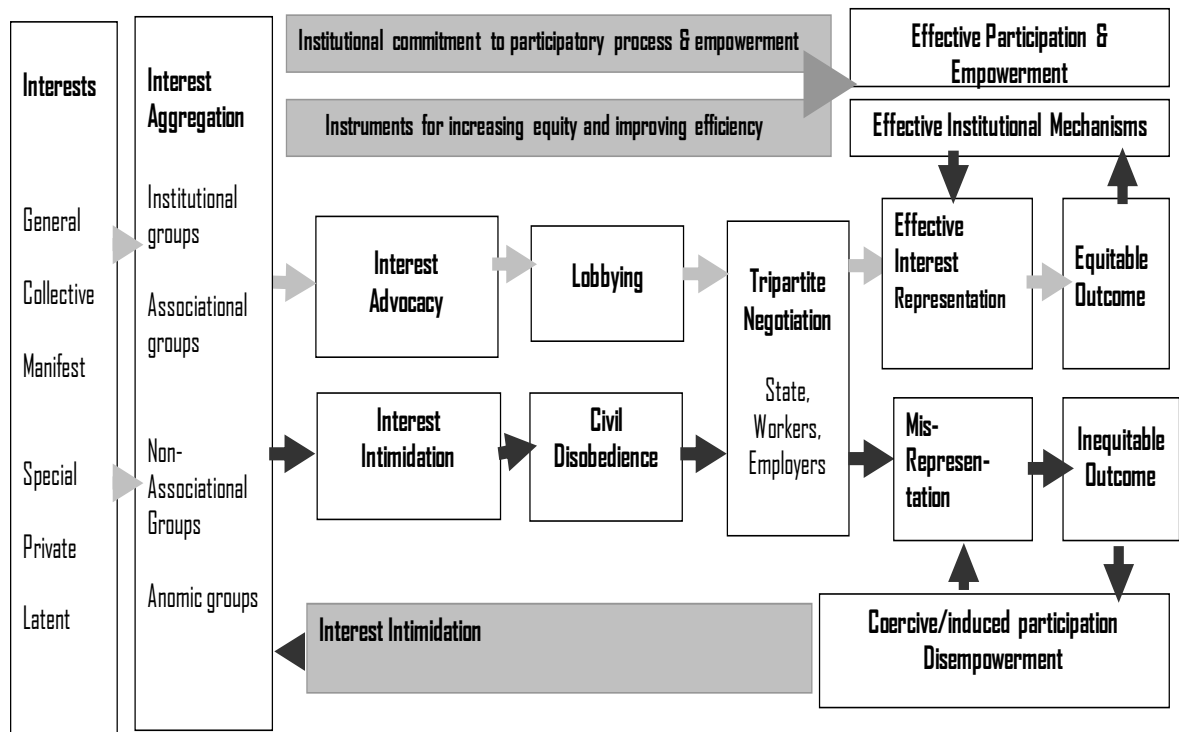 Interests
General
Collective
Manifest
Special
Private
Latent
Interest
Aggregation
Institutional
groups
Associational
groups
Non-
Associational
Groups
Anomic groups
Institutional commitment to participatory process & empowerment
Instruments for increasing equity and improving efficiency
Effective Participation &
Empowerment
Effective Institutional Mechanisms
Interest
Advocacy
Lobbying
Interest
Intimidation
Civil
Disobedience
Tripartite
Negotiation
State,
Workers,
Employers
Effective
Interest
Representation
Equitable
Outcome
Mis-
Represen-
tation
Inequitable
Outcome
Interest Intimidation
Coercive/induced participation
Disempowerment